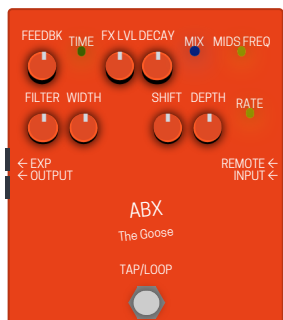 FEEDBK TIME FX LVL DECAY MIX MIDS FREQ
FILTER WIDTH SHIFT DEPTH RATE
← EXP REMOTE ←
← OUTPUT INPUT ←
ABX
The Goose
TAP/LOOP